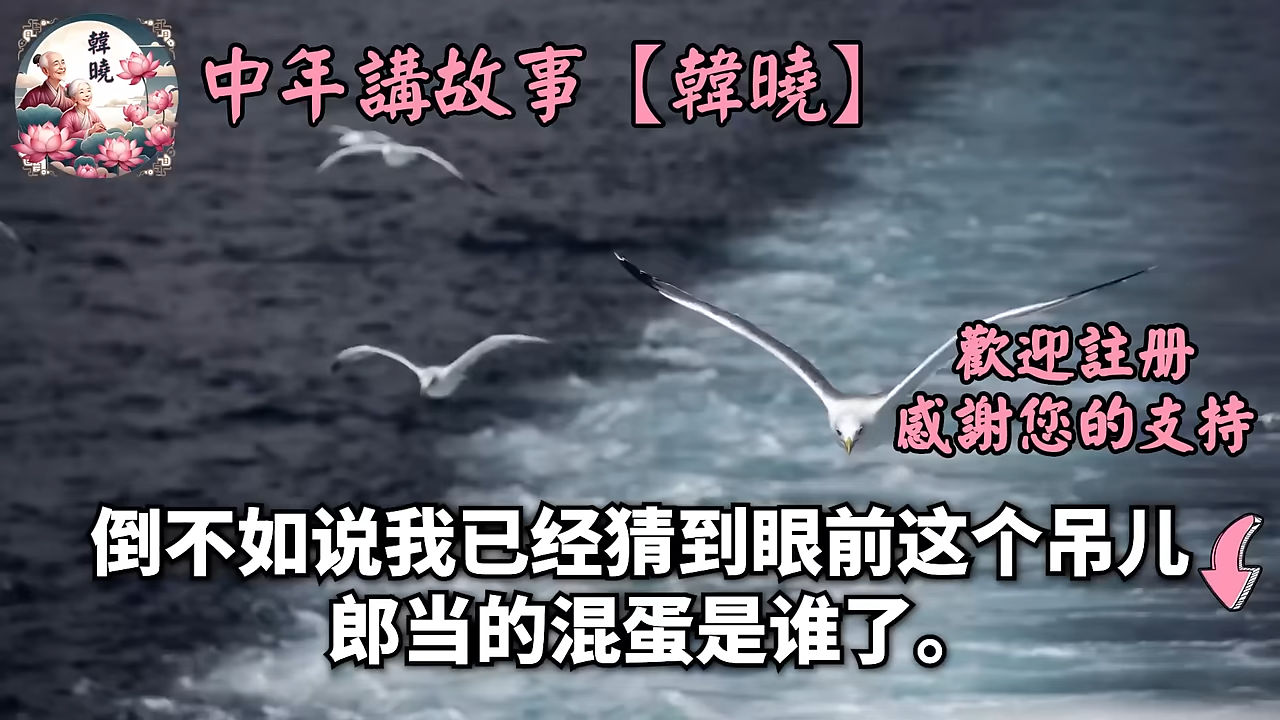 韓
曉
中年講故事【韓曉】
歡迎註册
感謝您的支持
倒不如说我已经猜到眼前这个吊儿
郎当的混蛋是谁了。